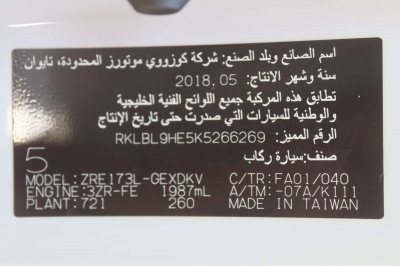 اسم الصانع وبلد الصنع: شركة كوزووي موتورز المحدودة، تايوان
سنة وشهر الانتاج: 2018.05
تطابق هذه المركبة جميع اللوائح الفنية الخليجية
والوطنية للسيارات التي صدرت حتى تاريخ الإنتاج
الرقم المميز: RKLBL9HE5K5266269
صنف: سيارة ركاب
5
MODEL: ZRE173L-GEXDKV C/TR: FA01/040
ENGINE: 3ZR-FE 1987mL A/TM: -07A/K111
PLANT: 721 260 MADE IN TAIWAN